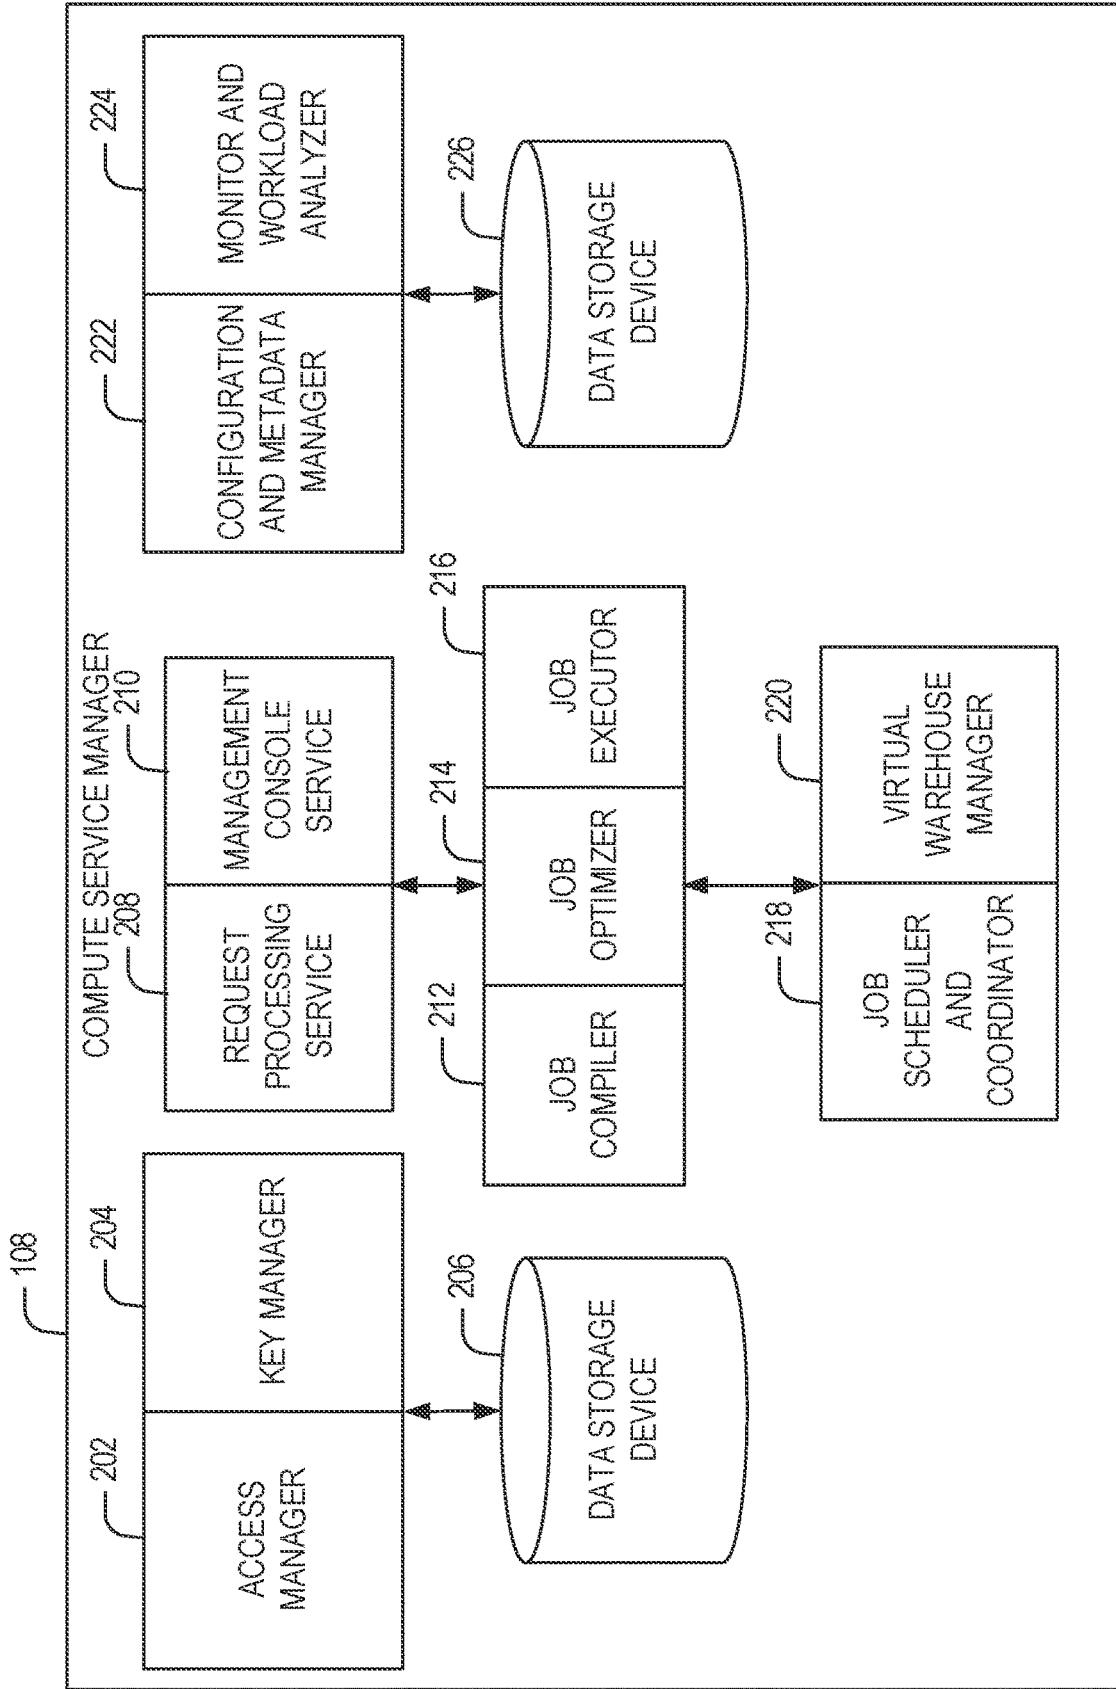 108
COMPUTE SERVICE MANAGER
202
204
ACCESS
MANAGER
KEY MANAGER
206
DATA STORAGE
DEVICE
208
210
REQUEST
PROCESSING
SERVICE
MANAGEMENT
CONSOLE
SERVICE
212
214
216
JOB
COMPILER
JOB
OPTIMIZER
JOB
EXECUTOR
218
220
JOB
SCHEDULER
AND
COORDINATOR
VIRTUAL
WAREHOUSE
MANAGER
222
224
CONFIGURATION
AND METADATA
MANAGER
MONITOR AND
WORKLOAD
ANALYZER
226
DATA STORAGE
DEVICE